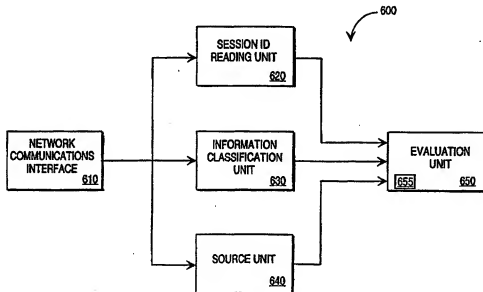 600
SESSION ID
READING UNIT
620
NETWORK
COMMUNICATIONS
INTERFACE 610
INFORMATION
CLASSIFICATION
UNIT 630
EVALUATION
UNIT
655 650
SOURCE UNIT
640